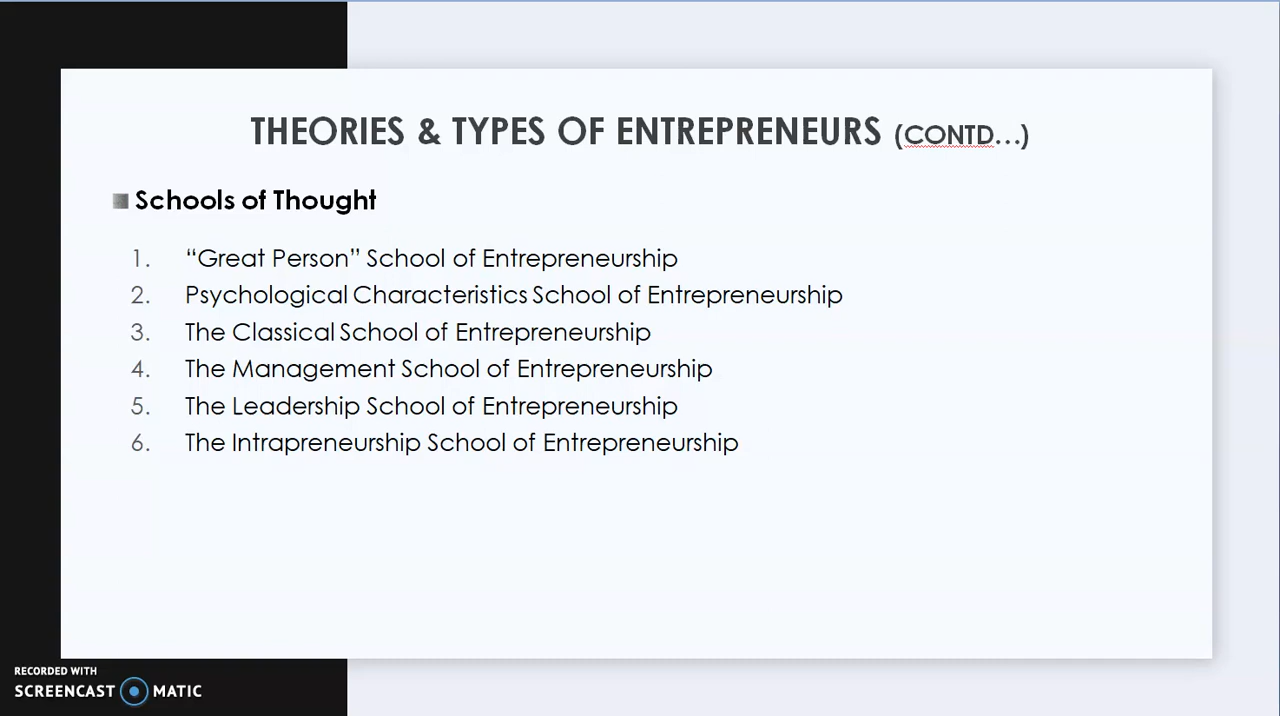 THEORIES & TYPES OF ENTREPRENEURS (CONTD…)
Schools of Thought
1. “Great Person” School of Entrepreneurship
2. Psychological Characteristics School of Entrepreneurship
3. The Classical School of Entrepreneurship
4. The Management School of Entrepreneurship
5. The Leadership School of Entrepreneurship
6. The Intrapreneurship School of Entrepreneurship
RECORDED WITH
SCREENCAST MATIC